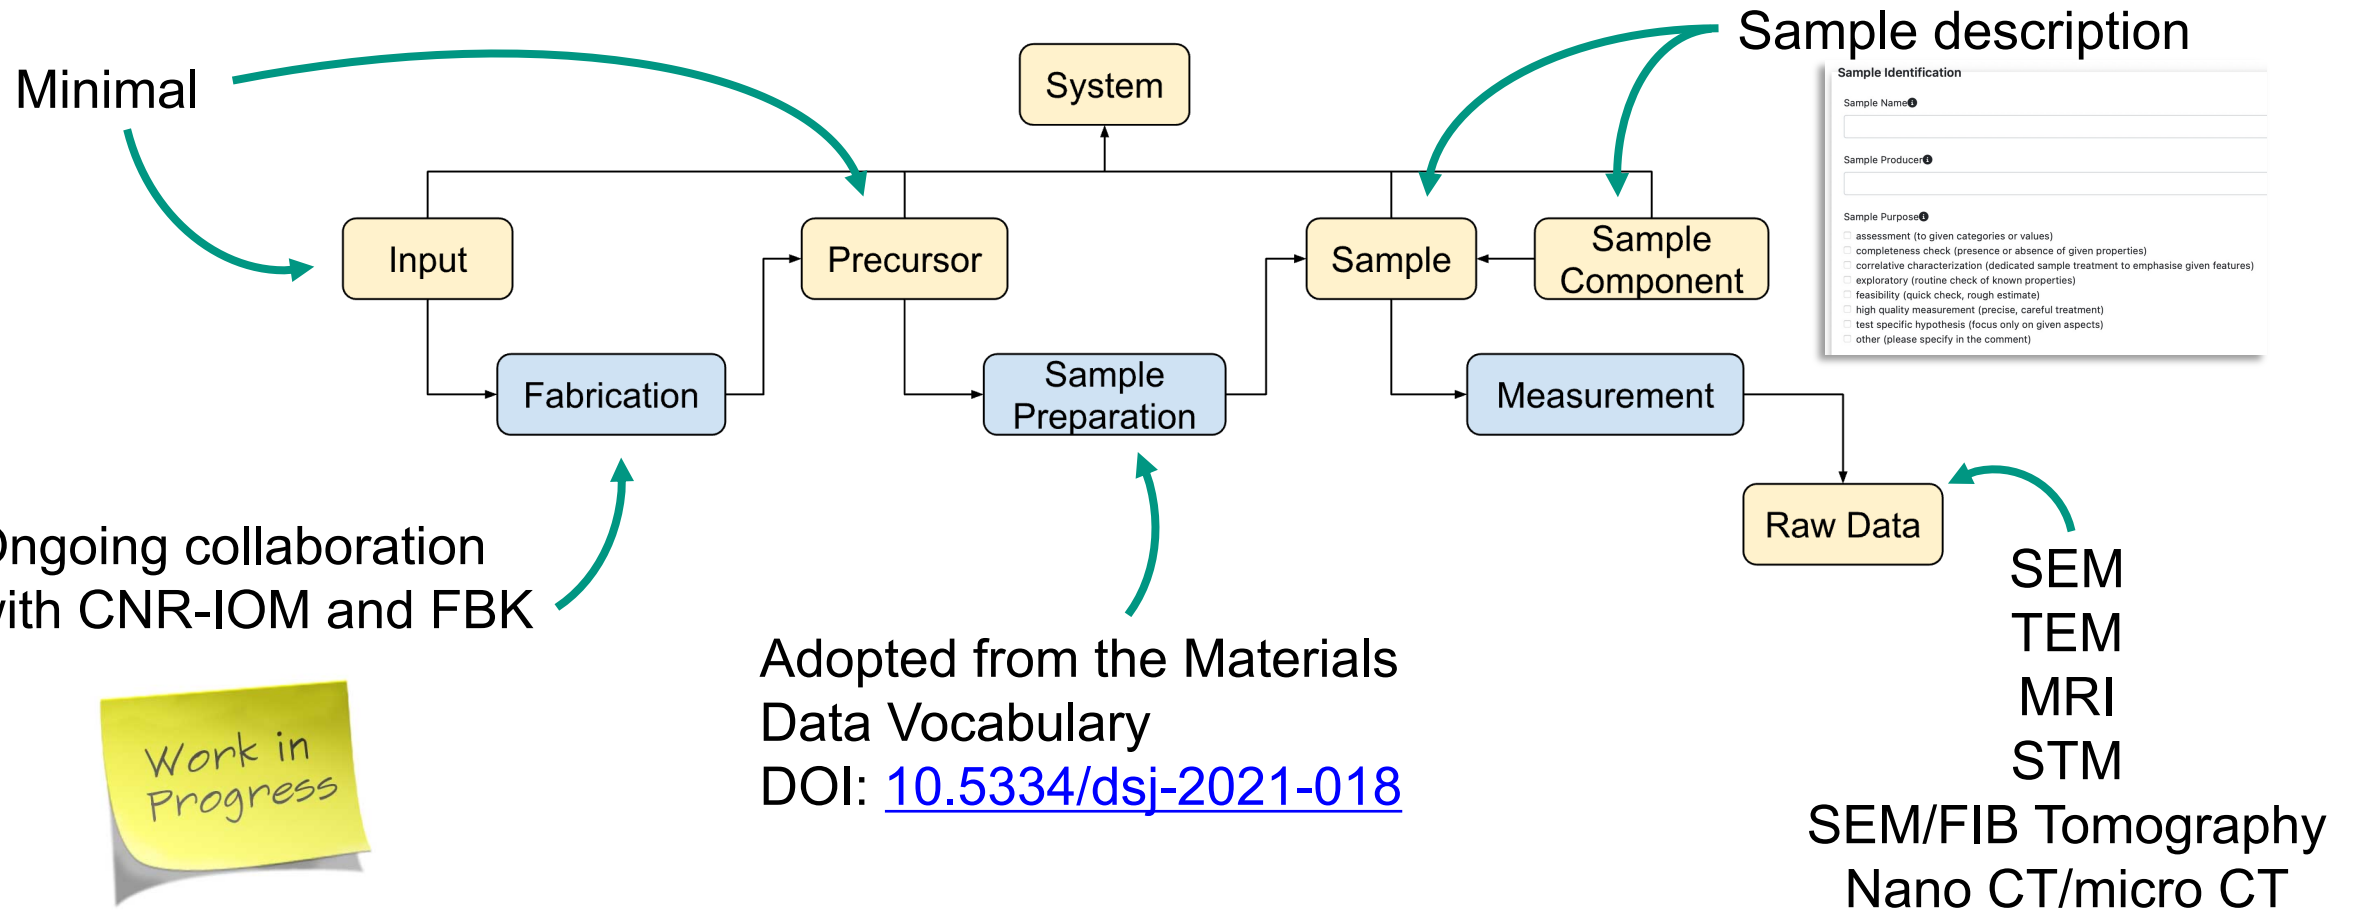 Minimal
System
Sample description
Sample Identification
Sample Name
Sample Producer
Sample Purpose
assessment (to given categories or values)
completeness check (presence or absence of given properties)
correlative characterization (dedicated sample treatment to emphasise given features)
exploratory (routine check of known properties)
feasibility (quick check, rough estimate)
high quality measurement (precise, careful treatment)
test specific hypothesis (focus only on given aspects)
other (please specify in the comment)
Input
Precursor
Sample
Sample
Component
Fabrication
Sample
Preparation
Measurement
Raw Data
Ongoing collaboration
with CNR-IOM and FBK
Work in
Progress
Adopted from the Materials
Data Vocabulary
DOI: 10.5334/dsj-2021-018
SEM
TEM
MRI
STM
SEM/FIB Tomography
Nano CT/micro CT